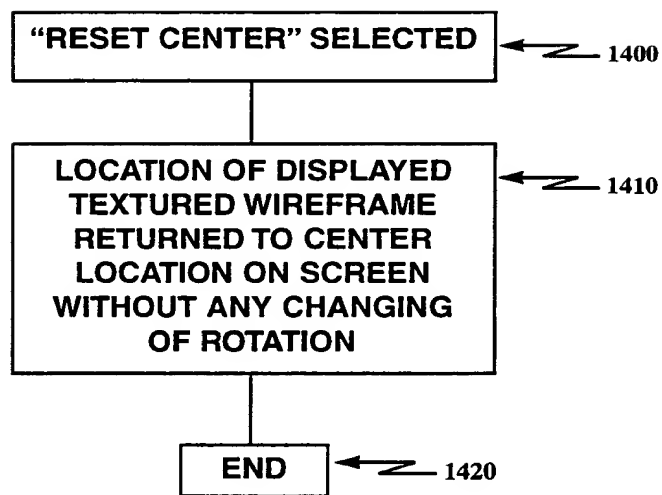 “RESET CENTER” SELECTED
1400
LOCATION OF DISPLAYED
TEXTURED WIREFRAME
RETURNED TO CENTER
LOCATION ON SCREEN
WITHOUT ANY CHANGING
OF ROTATION
1410
END
1420